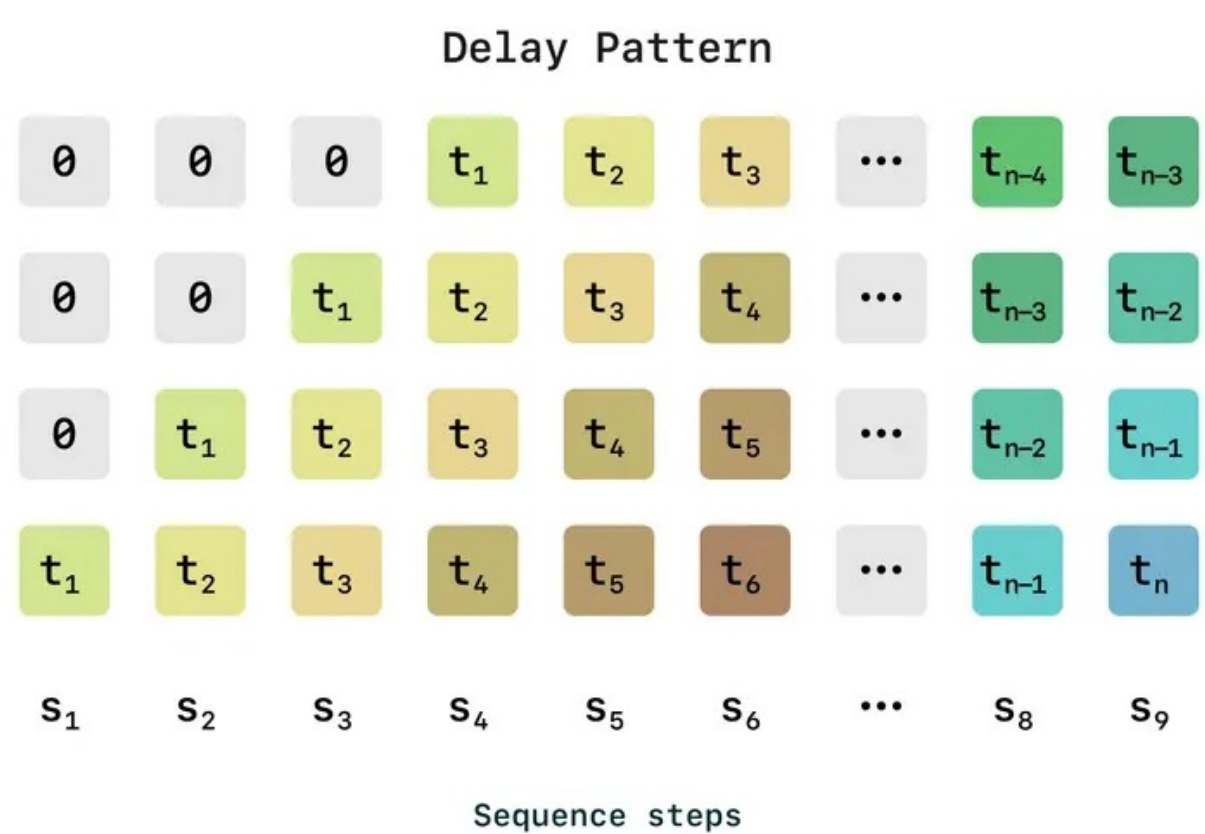 Delay Pattern
0 0 0 t₁ t₂ t₃ ... tₙ₋₄ tₙ₋₃
0 0 t₁ t₂ t₃ t₄ ... tₙ₋₃ tₙ₋₂
0 t₁ t₂ t₃ t₄ t₅ ... tₙ₋₂ tₙ₋₁
t₁ t₂ t₃ t₄ t₅ t₆ ... tₙ₋₁ tₙ
s₁ s₂ s₃ s₄ s₅ s₆ ... s₈ s₉
Sequence steps